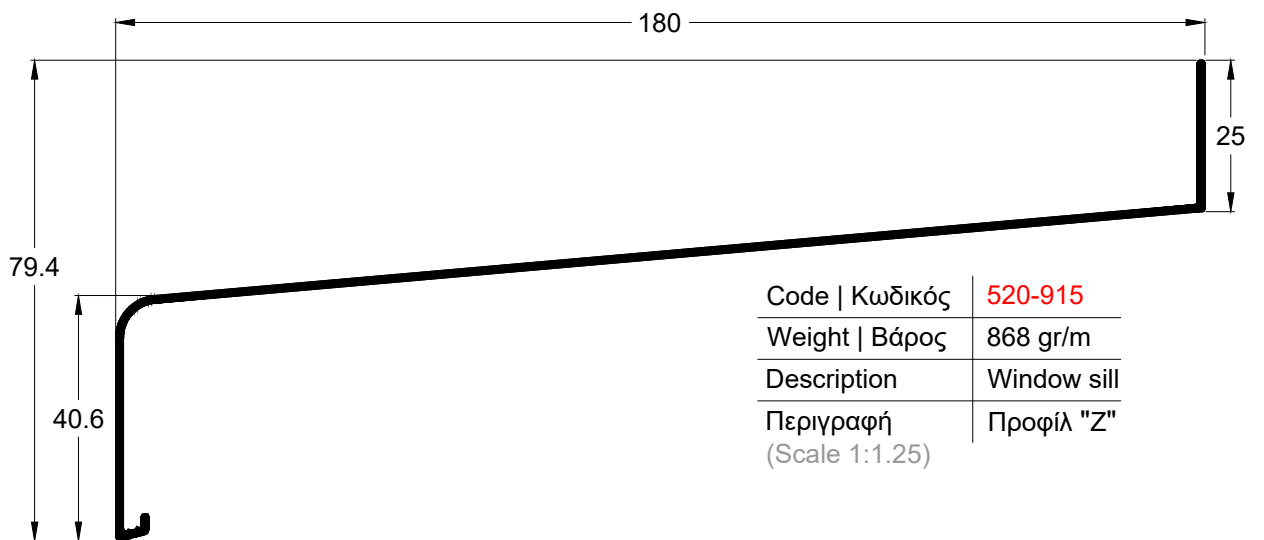 180
25
79.4
40.6
Code | Κωδικός 520-915
Weight | Βάρος 868 gr/m
Description Window sill
Περιγραφή Προφίλ "Z"
(Scale 1:1.25)